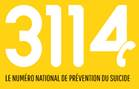 3114
LE NUMÉRO NATIONAL DE PRÉVENTION DU SUICIDE